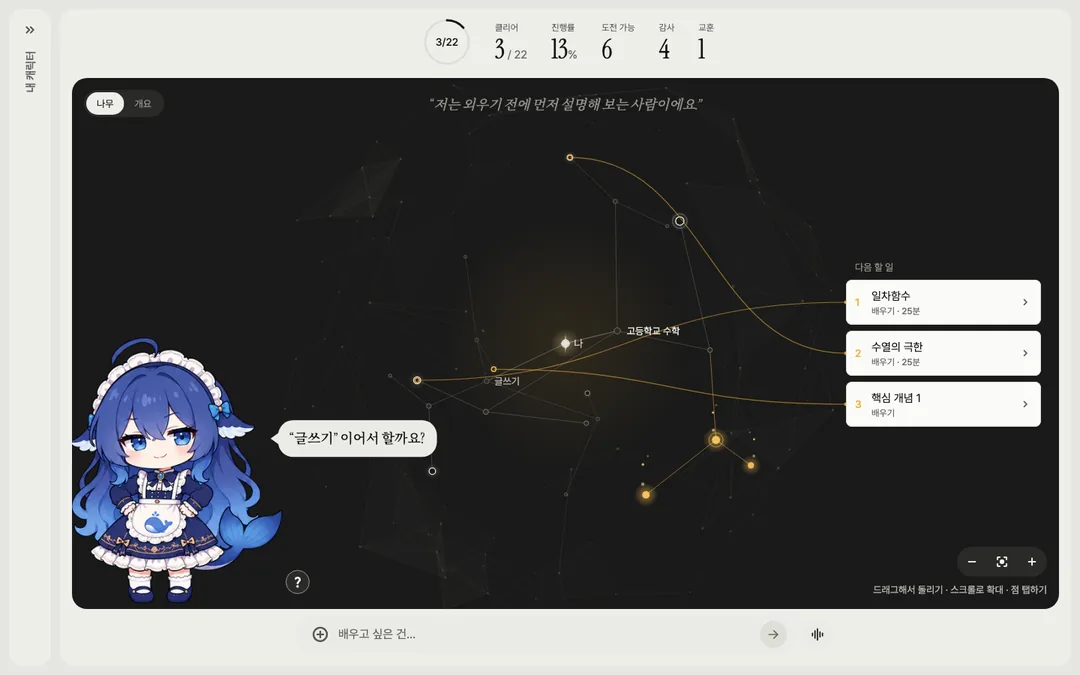 내 캐릭터
3/22
클리어
3 / 22
진행률
13%
도전 가능
6
감사
4
교훈
1
나무
개요
“저는 외우기 전에 먼저 설명해 보는 사람이에요.”
다음 할 일
1 일차함수
배우기 · 25분
2 수열의 극한
배우기 · 25분
3 핵심 개념 1
배우기
고등학교 수학
나
글쓰기
“글쓰기” 이어서 할까요?
?
드래그해서 돌리기 · 스크롤로 확대 · 점 탭하기
배우고 싶은 건...